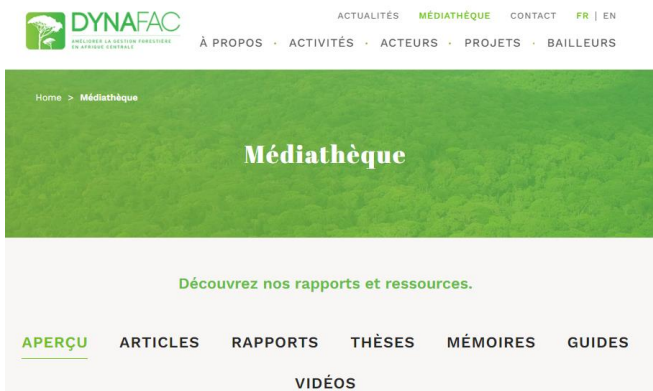 ACTUALITÉS MÉDIATHÈQUE CONTACT FR | EN
DYNAFAC
AMÉLIORER LA GESTION FORESTIÈRE
EN AFRIQUE CENTRALE
À PROPOS · ACTIVITÉS · ACTEURS · PROJETS · BAILLEURS
Home > Médiathèque
Médiathèque
Découvrez nos rapports et ressources.
APERÇU ARTICLES RAPPORTS THÈSES MÉMOIRES GUIDES
VIDÉOS